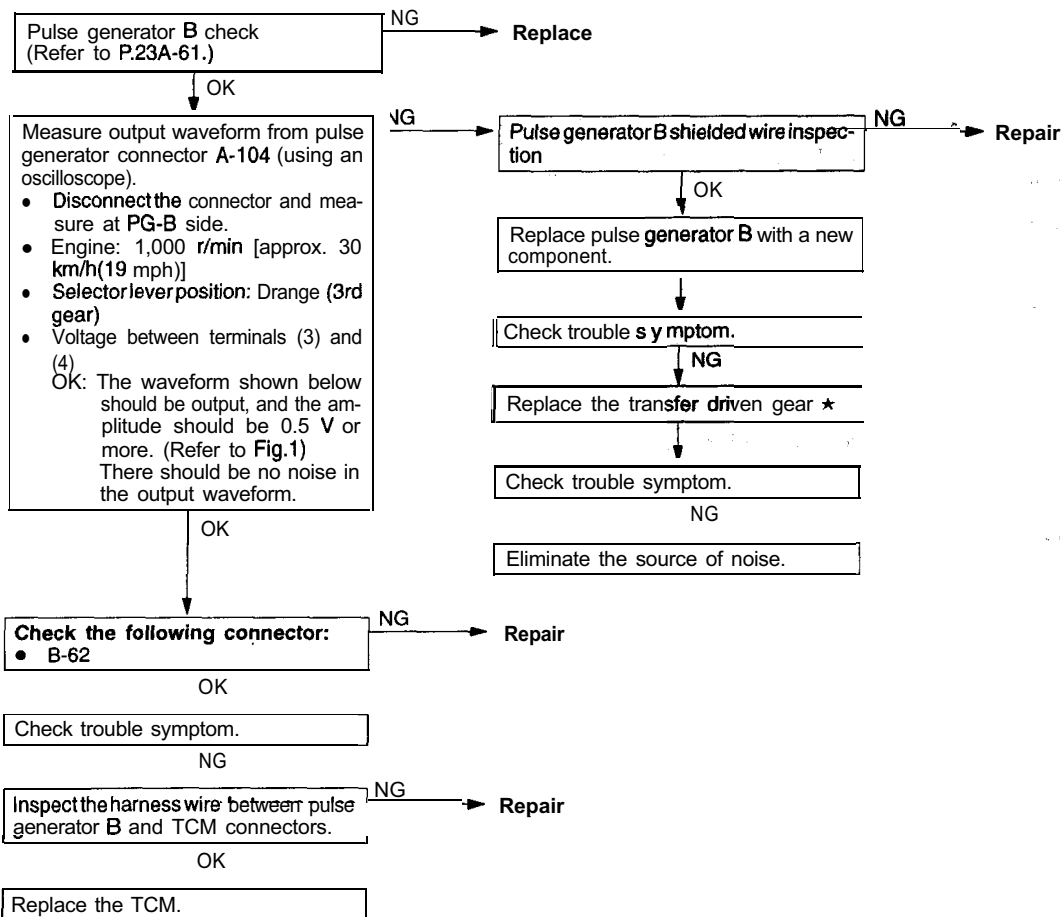 Pulse generator B check
(Refer to P.23A-61.)
NG
Replace
OK
Measure output waveform from pulse
generator connector A-104 (using an
oscilloscope).
● Disconnect the connector and mea-
sure at PG-B side.
● Engine: 1,000 r/min [approx. 30
km/h(19 mph)]
● Selector lever position: Drange (3rd
gear)
● Voltage between terminals (3) and
(4)
OK: The waveform shown below
should be output, and the am-
plitude should be 0.5 V or
more. (Refer to Fig.1)
There should be no noise in
the output waveform.
NG
Pulse generator B shielded wire inspec-
tion
NG
Repair
OK
Replace pulse generator B with a new
component.
Check trouble s y mptom.
NG
Replace the transfer driven gear ★
Check trouble symptom.
NG
Eliminate the source of noise.
OK
Check the following connector:
● B-62
NG
Repair
OK
Check trouble symptom.
NG
Inspect the harness wire between pulse
generator B and TCM connectors.
NG
Repair
OK
Replace the TCM.